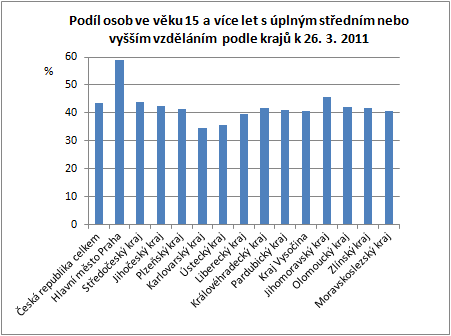 Podíl osob ve věku 15 a více let s úplným středním nebo
vyšším vzděláním podle krajů k 26. 3. 2011
%
60
50
40
30
20
10
0
Česká republika celkem
Hlavní město Praha
Středočeský kraj
Jihočeský kraj
Plzeňský kraj
Karlovarský kraj
Ústecký kraj
Liberecký kraj
Královéhradecký kraj
Pardubický kraj
Kraj Vysočina
Jihomoravský kraj
Olomoucký kraj
Zlínský kraj
Moravskoslezský kraj